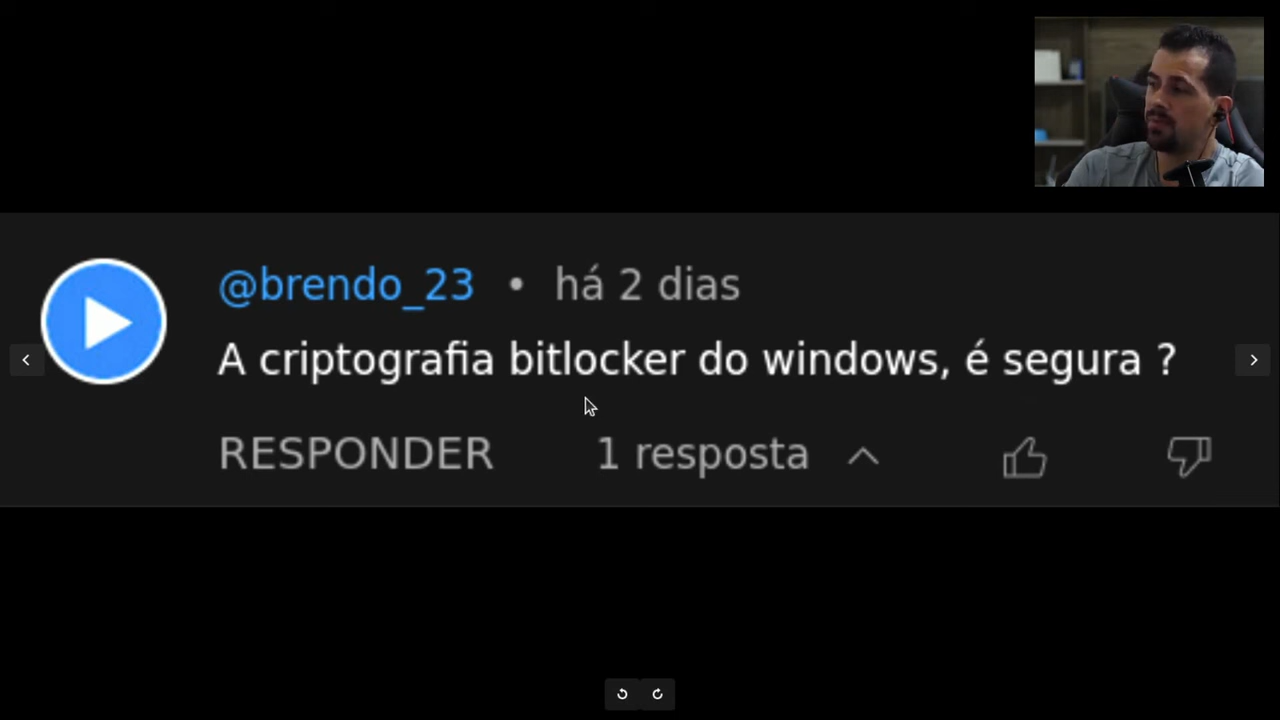 @brendo_23 • há 2 dias
A criptografia bitlocker do windows, é segura ?
RESPONDER 1 resposta